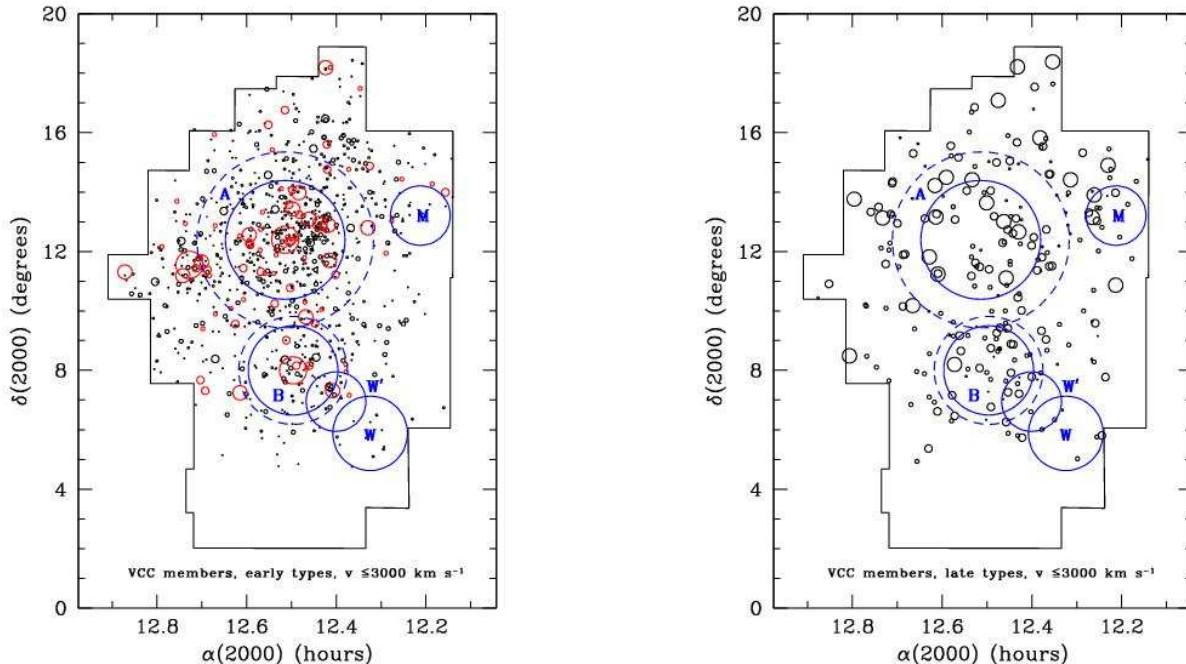 20
16
12
8
4
0
δ(2000) (degrees)
A
M
B
W'
W
VCC members, early types, v ≤3000 km s⁻¹
12.8
12.6
12.4
12.2
α(2000) (hours)
20
16
12
8
4
0
δ(2000) (degrees)
A
M
B
W'
W
VCC members, late types, v ≤3000 km s⁻¹
12.8
12.6
12.4
12.2
α(2000) (hours)